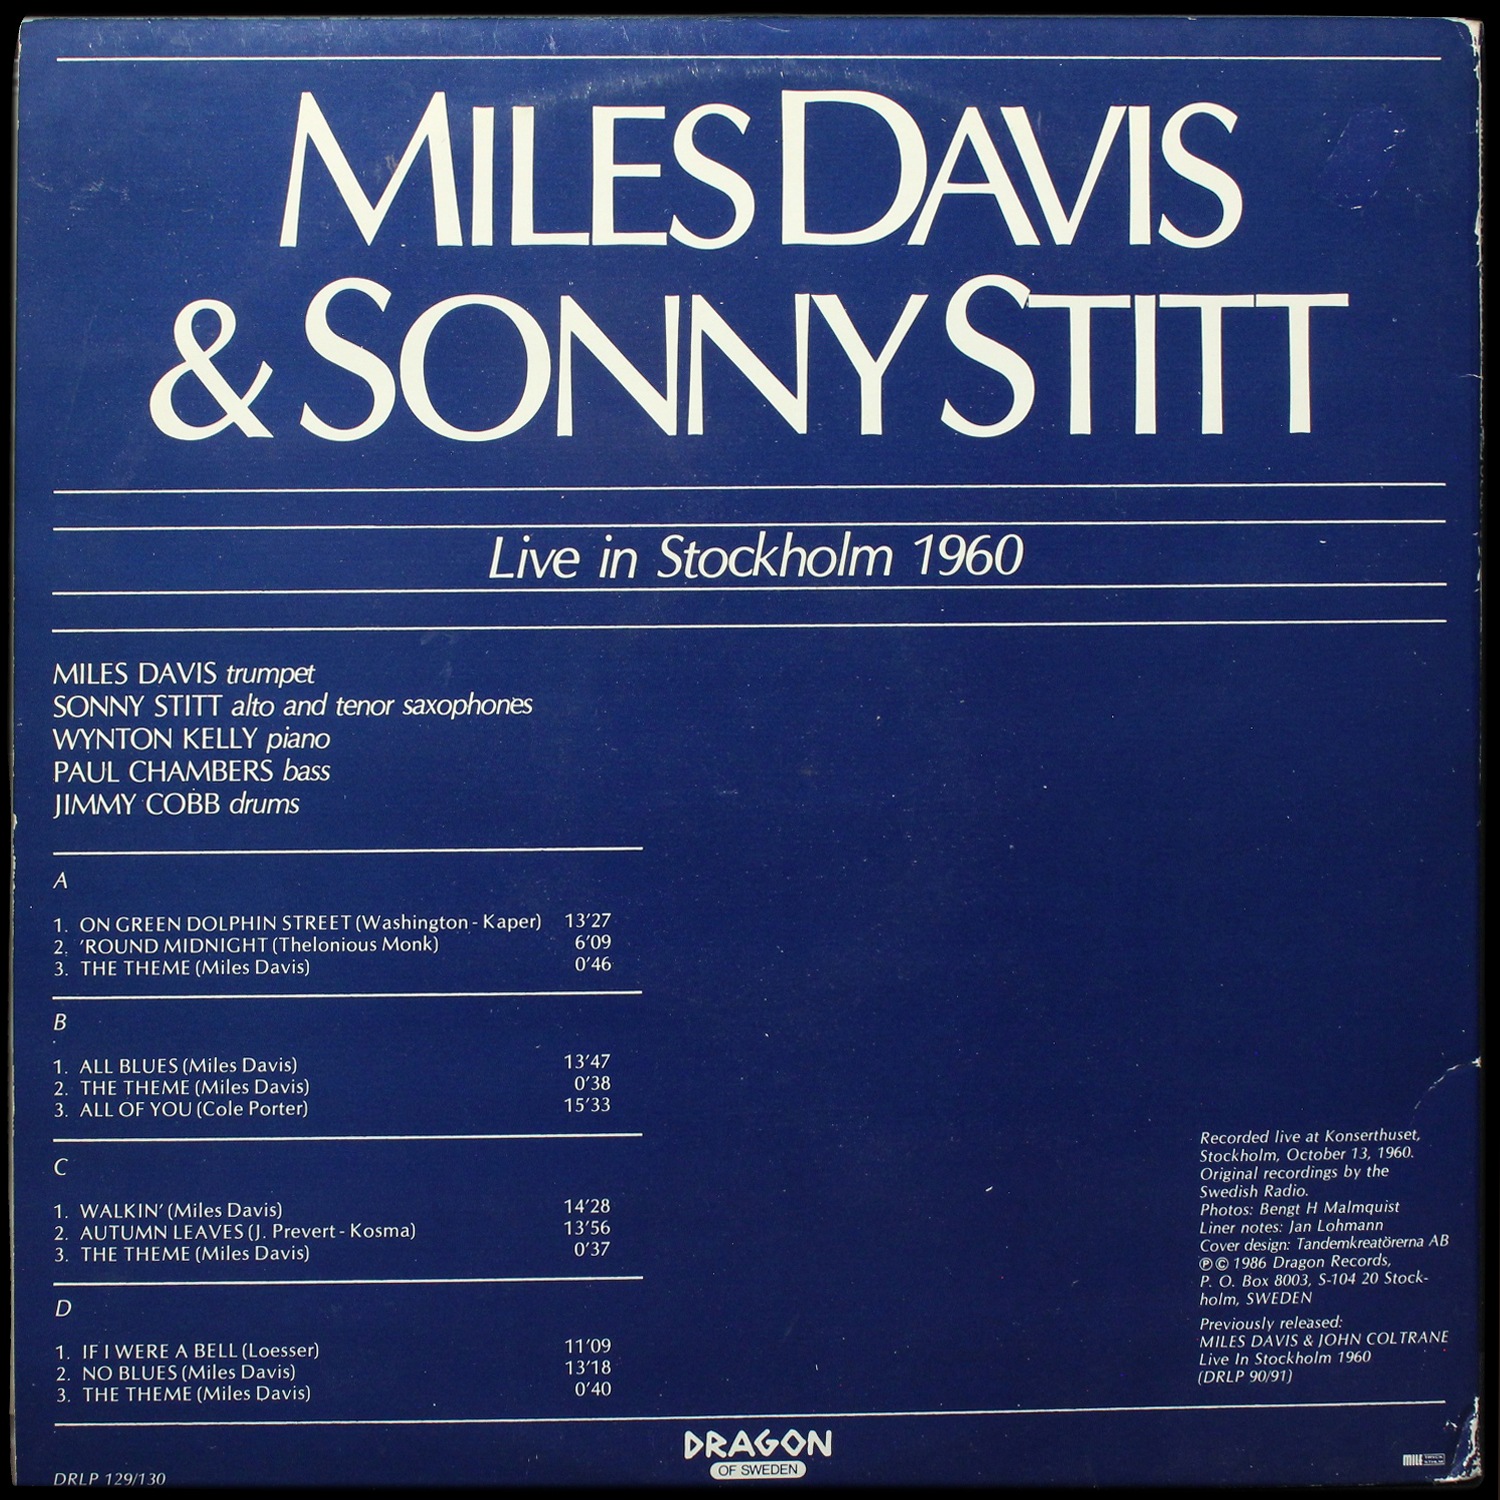 MILES DAVIS
& SONNY STITT
Live in Stockholm 1960
MILES DAVIS trumpet
SONNY STITT alto and tenor saxophones
WYNTON KELLY piano
PAUL CHAMBERS bass
JIMMY COBB drums
A
1. ON GREEN DOLPHIN STREET (Washington - Kaper) 13’27
2. ’ROUND MIDNIGHT (Thelonious Monk) 6’09
3. THE THEME (Miles Davis) 0’46
B
1. ALL BLUES (Miles Davis) 13’47
2. THE THEME (Miles Davis) 0’38
3. ALL OF YOU (Cole Porter) 15’33
C
1. WALKIN’ (Miles Davis) 14’28
2. AUTUMN LEAVES (J. Prevert - Kosma) 13’56
3. THE THEME (Miles Davis) 0’37
D
1. IF I WERE A BELL (Loesser) 11’09
2. NO BLUES (Miles Davis) 13’18
3. THE THEME (Miles Davis) 0’40
Recorded live at Konserthuset,
Stockholm, October 13, 1960.
Original recordings by the
Swedish Radio.
Photos: Bengt H Malmquist
Liner notes: Jan Lohmann
Cover design: Tandemkreatörerna AB
℗ © 1986 Dragon Records,
P. O. Box 8003, S-104 20 Stock-
holm, SWEDEN
Previously released:
MILES DAVIS & JOHN COLTRANE
Live In Stockholm 1960
(DRLP 90/91)
DRAGON
OF SWEDEN
DRLP 129/130